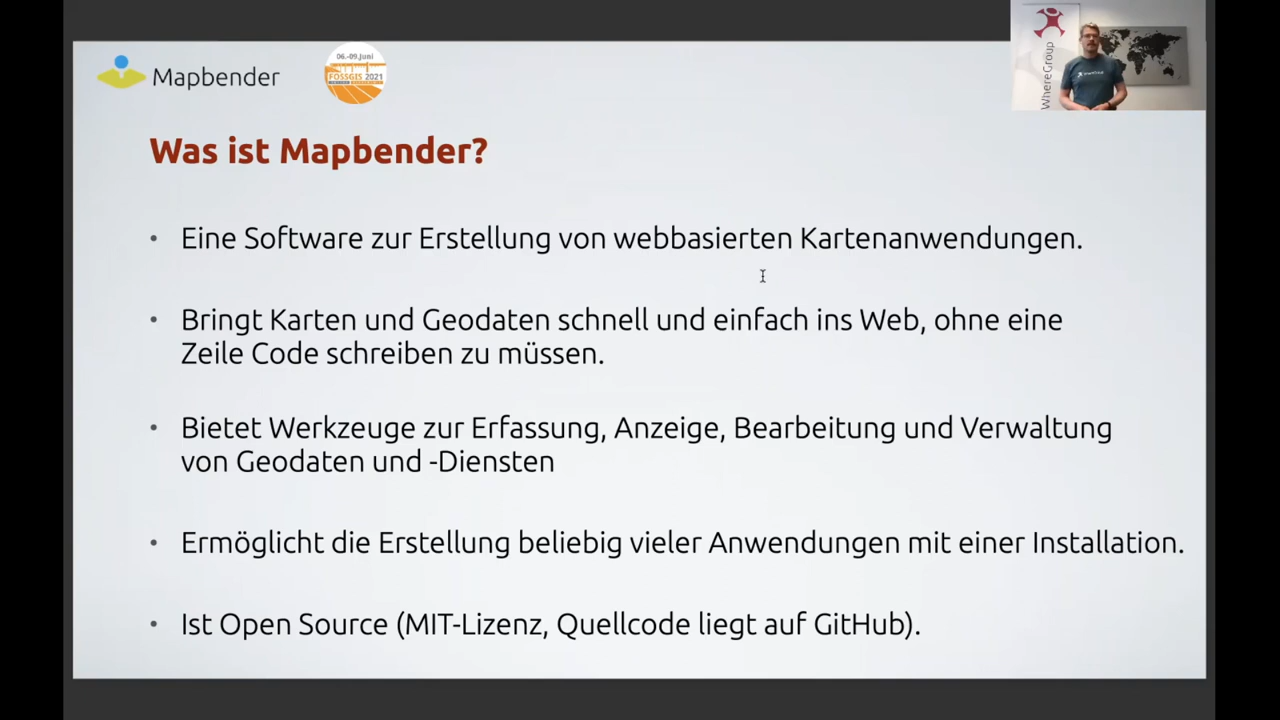 Mapbender
06.-09.Juni
FOSSGIS 2021
WhereGroup
Was ist Mapbender?
• Eine Software zur Erstellung von webbasierten Kartenanwendungen.
• Bringt Karten und Geodaten schnell und einfach ins Web, ohne eine
Zeile Code schreiben zu müssen.
• Bietet Werkzeuge zur Erfassung, Anzeige, Bearbeitung und Verwaltung
von Geodaten und -Diensten
• Ermöglicht die Erstellung beliebig vieler Anwendungen mit einer Installation.
• Ist Open Source (MIT-Lizenz, Quellcode liegt auf GitHub).